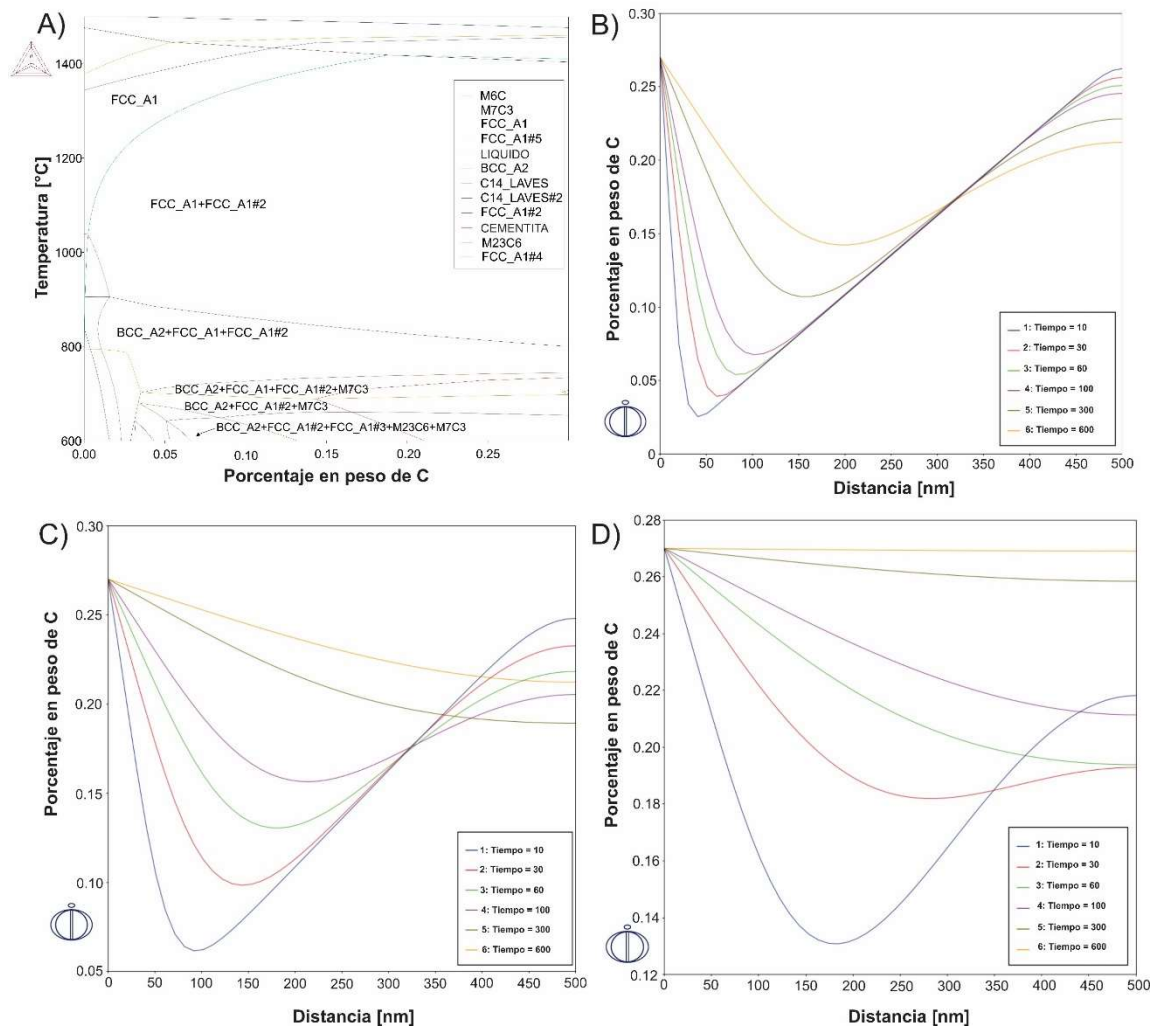 A)
Temperatura [°C]
1400
1200
1000
800
600
FCC_A1
FCC_A1+FCC_A1#2
BCC_A2+FCC_A1+FCC_A1#2
BCC_A2+FCC_A1+FCC_A1#2+M7C3
BCC_A2+FCC_A1#2+M7C3
BCC_A2+FCC_A1#2+FCC_A1#3+M23C6+M7C3
M6C
M7C3
FCC_A1
FCC_A1#5
LIQUIDO
BCC_A2
C14_LAVES
C14_LAVES#2
FCC_A1#2
CEMENTITA
M23C6
FCC_A1#4
0.00 0.05 0.10 0.15 0.20 0.25
Porcentaje en peso de C
B)
Porcentaje en peso de C
0.25
0.20
0.15
0.10
0.05
0
1: Tiempo = 10
2: Tiempo = 30
3: Tiempo = 60
4: Tiempo = 100
5: Tiempo = 300
6: Tiempo = 600
0 50 100 150 200 250 300 350 400 450 500
Distancia [nm]
C)
Porcentaje en peso de C
0.30
0.25
0.20
0.15
0.10
0.05
1: Tiempo = 10
2: Tiempo = 30
3: Tiempo = 60
4: Tiempo = 100
5: Tiempo = 300
6: Tiempo = 600
0 50 100 150 200 250 300 350 400 450 500
Distancia [nm]
D)
Porcentaje en peso de C
0.28
0.26
0.24
0.22
0.20
0.18
0.16
0.14
0.12
1: Tiempo = 10
2: Tiempo = 30
3: Tiempo = 60
4: Tiempo = 100
5: Tiempo = 300
6: Tiempo = 600
0 50 100 150 200 250 300 350 400 450 500
Distancia [nm]